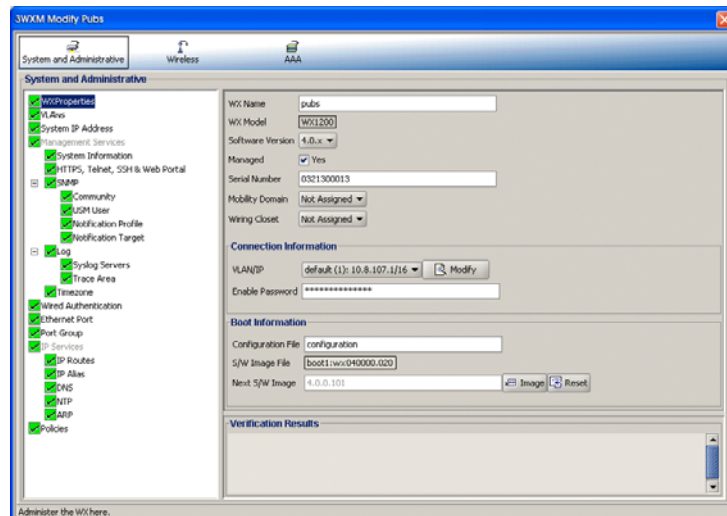 3WXM Modify Pubs
System and Administrative
Wireless
AAA
System and Administrative
WXProperties
VLANs
System IP Address
Management Services
System Information
HTTPS, Telnet, SSH & Web Portal
SNMP
Community
USM User
Notification Profile
Notification Target
Log
Syslog Servers
Trace Area
Timezone
Wired Authentication
Ethernet Port
Port Group
IP Services
IP Routes
IP Alias
DNS
NTP
ARP
Policies
WX Name pubs
WX Model WX1200
Software Version 4.0.x
Managed Yes
Serial Number 0321300013
Mobility Domain Not Assigned
Wiring Closet Not Assigned
Connection Information
VLAN/IP default (1): 10.8.107.1/16 Modify
Enable Password **************
Boot Information
Configuration File configuration
S/W Image File boot1:wx040000.020
Next S/W Image 4.0.0.101 Image Reset
Verification Results
Administer the WX here.